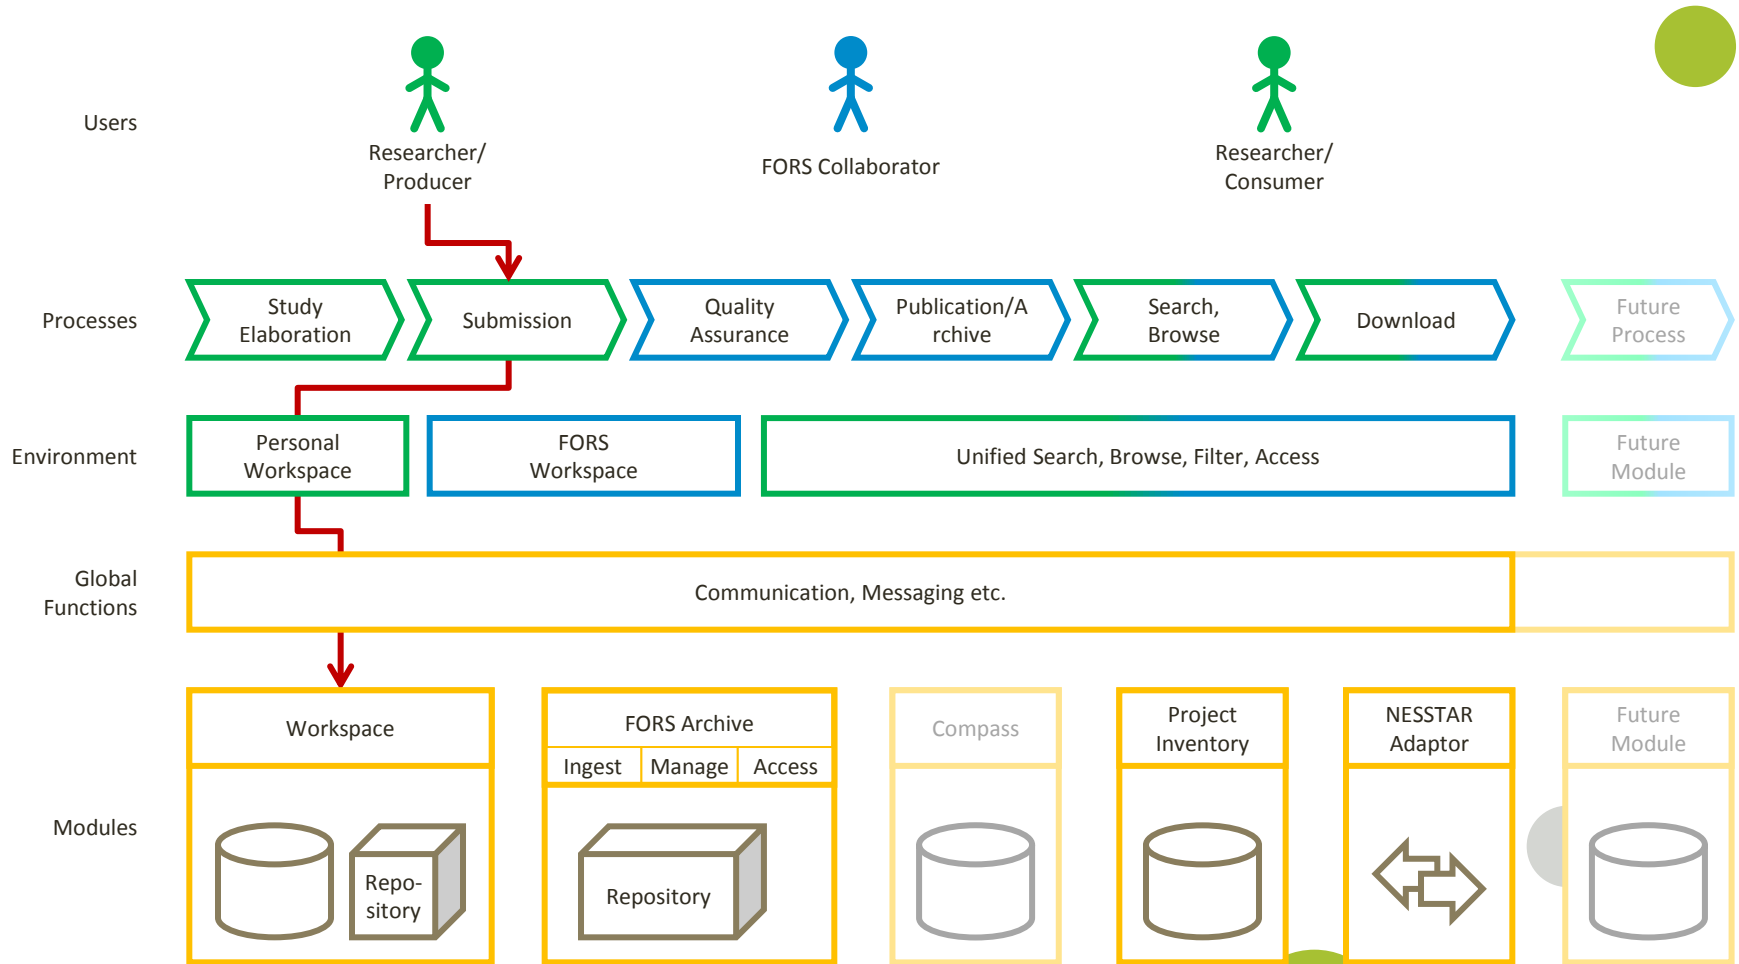 Users
Researcher/
Producer
FORS Collaborator
Researcher/
Consumer
Processes
Study
Elaboration
Submission
Quality
Assurance
Publication/A
rchive
Search,
Browse
Download
Future
Process
Environment
Personal
Workspace
FORS
Workspace
Unified Search, Browse, Filter, Access
Future
Module
Global
Functions
Communication, Messaging etc.
Modules
Workspace
Repo-
sitory
FORS Archive
Ingest
Manage
Access
Repository
Compass
Project
Inventory
NESSTAR
Adaptor
Future
Module